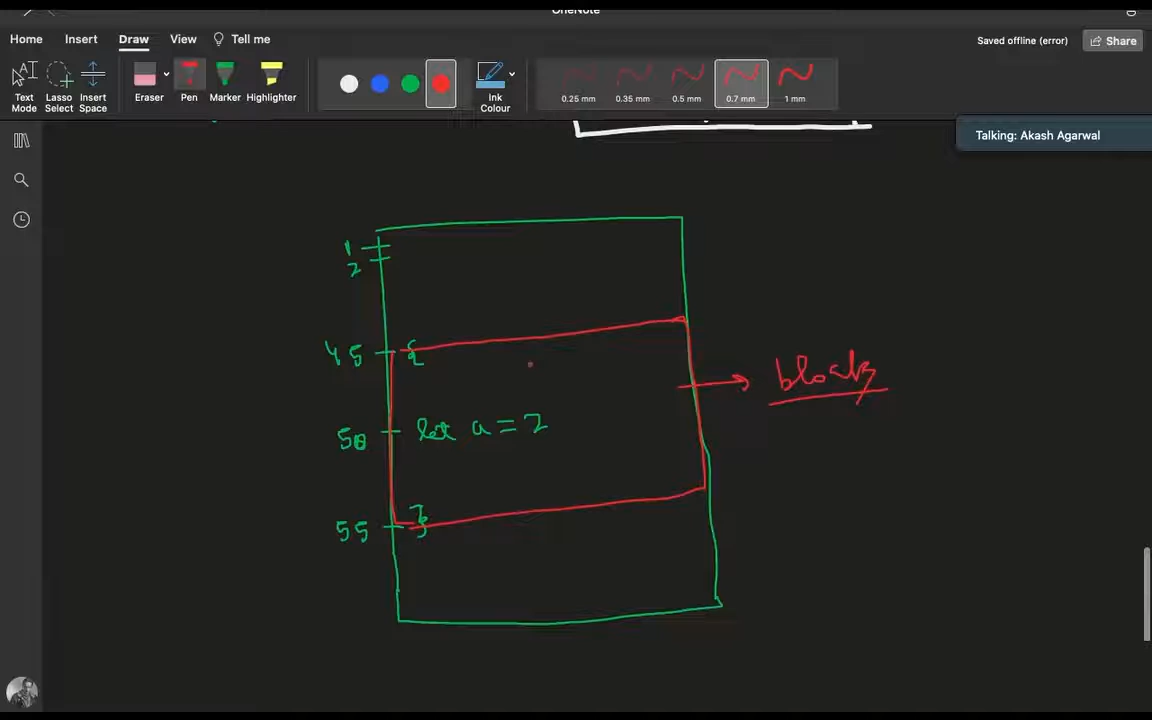 OneNote
Home Insert Draw View Tell me
Saved offline (error) Share
Text Mode
Lasso Select
Insert Space
Eraser
Pen
Marker
Highlighter
Ink Colour
0.25 mm
0.35 mm
0.5 mm
0.7 mm
1 mm
Talking: Akash Agarwal
1
2
45 {
block
50 let a = 2
55 }